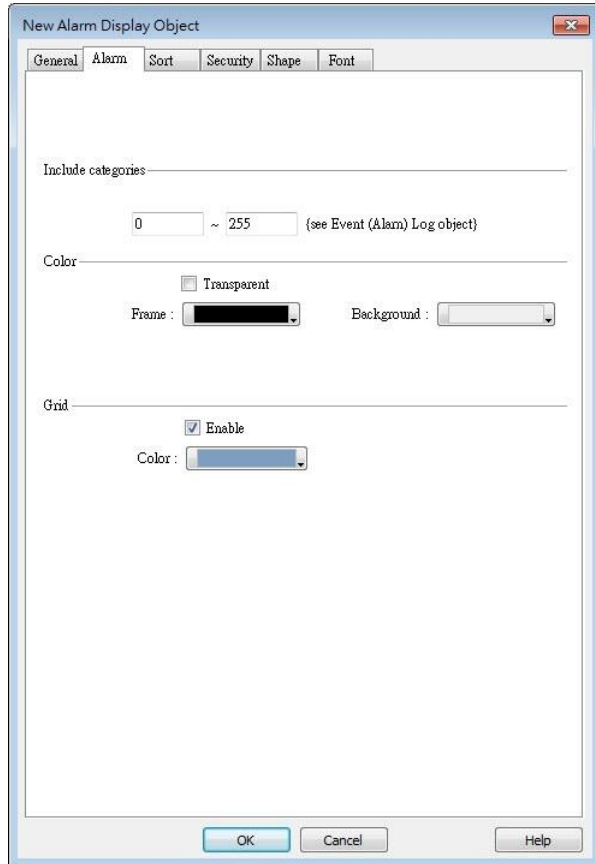 New Alarm Display Object
General Alarm Sort Security Shape Font
Include categories
0 ~ 255 {see Event (Alarm) Log object}
Color
Transparent
Frame : Background :
Grid
Enable
Color :
OK Cancel Help